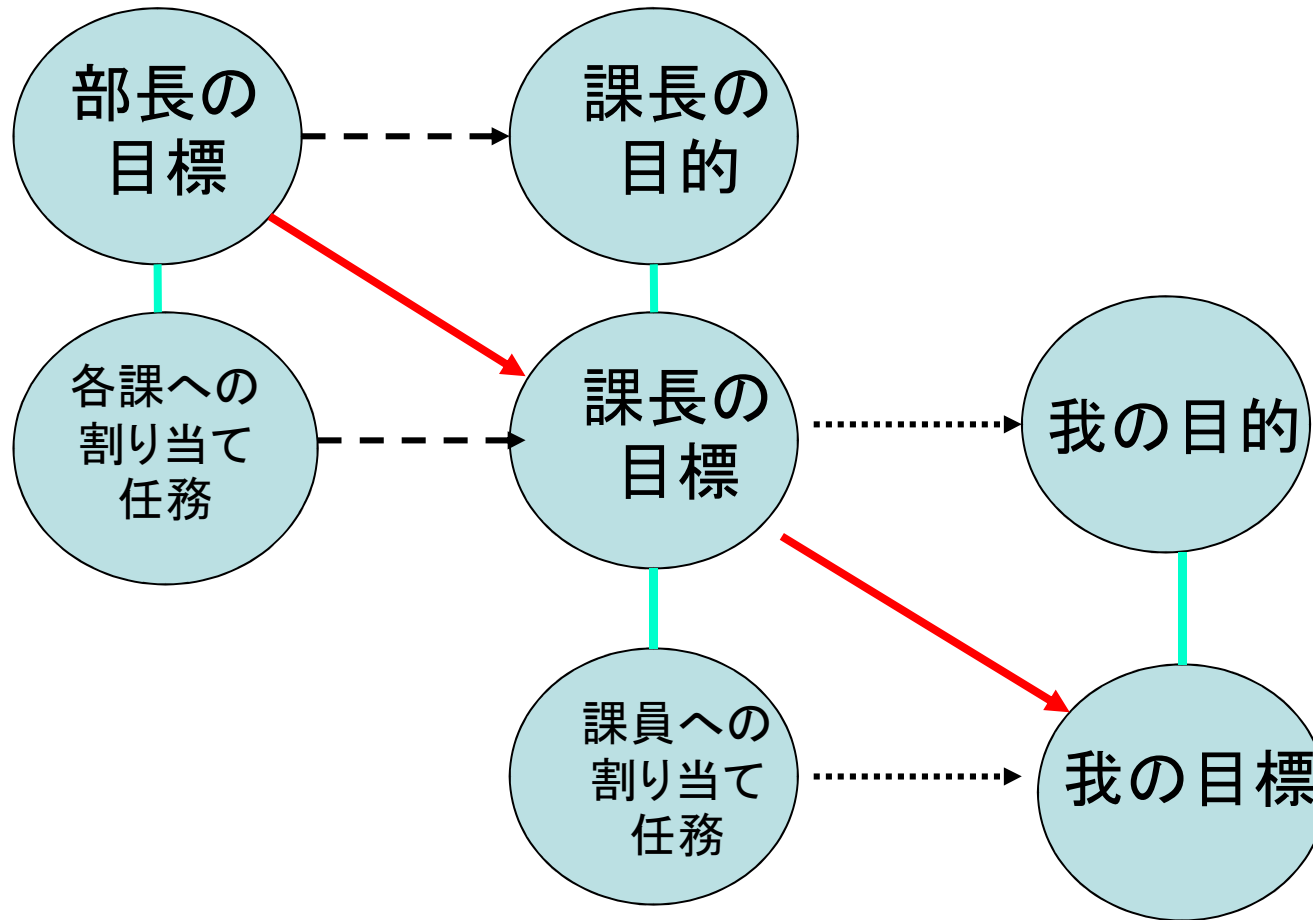 部長の
目標
課長の
目的
各課への
割り当て
任務
課長の
目標
我の目的
課員への
割り当て
任務
我の目標